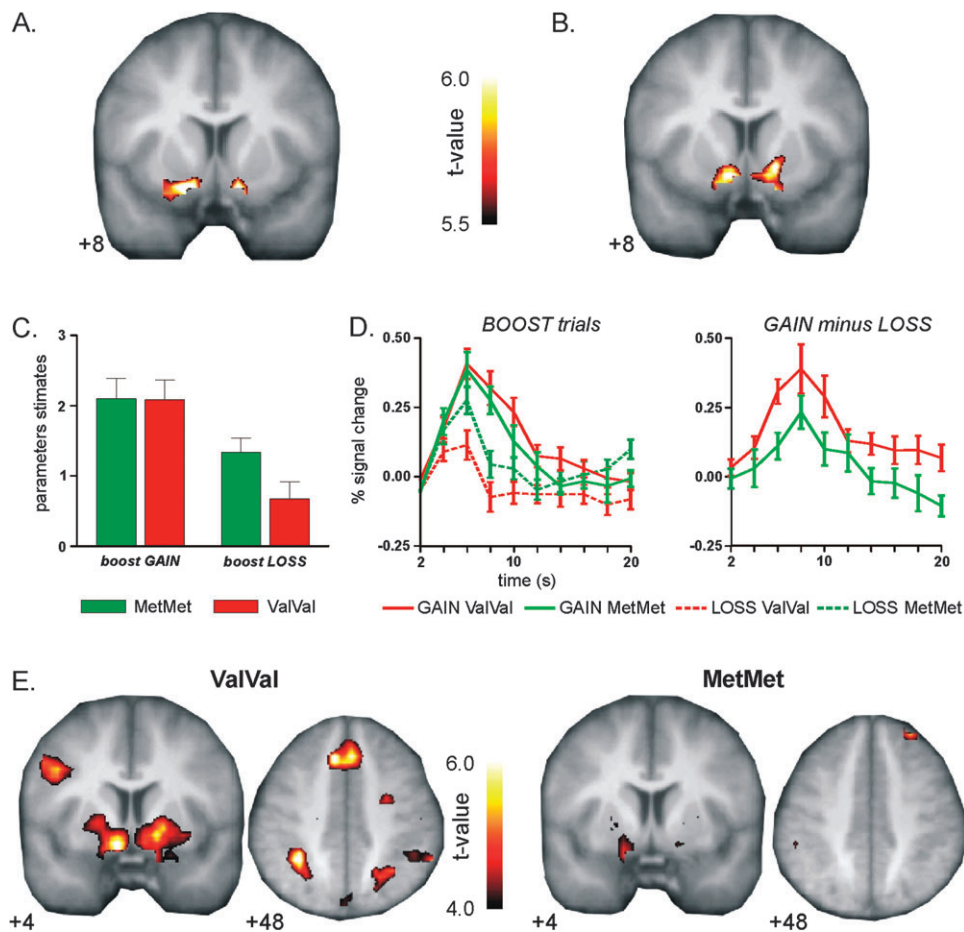 A.
B.
6.0
t-value
5.5
+8
+8
C.
3
2
1
0
parameters stimates
boost GAIN
boost LOSS
MetMet
ValVal
D.
BOOST trials
0.50
0.25
0.00
-0.25
% signal change
2
10
20
time (s)
GAIN minus LOSS
0.50
0.25
0.00
-0.25
2
10
20
GAIN ValVal
GAIN MetMet
LOSS ValVal
LOSS MetMet
E.
ValVal
MetMet
6.0
t-value
4.0
+4
+48
+4
+48